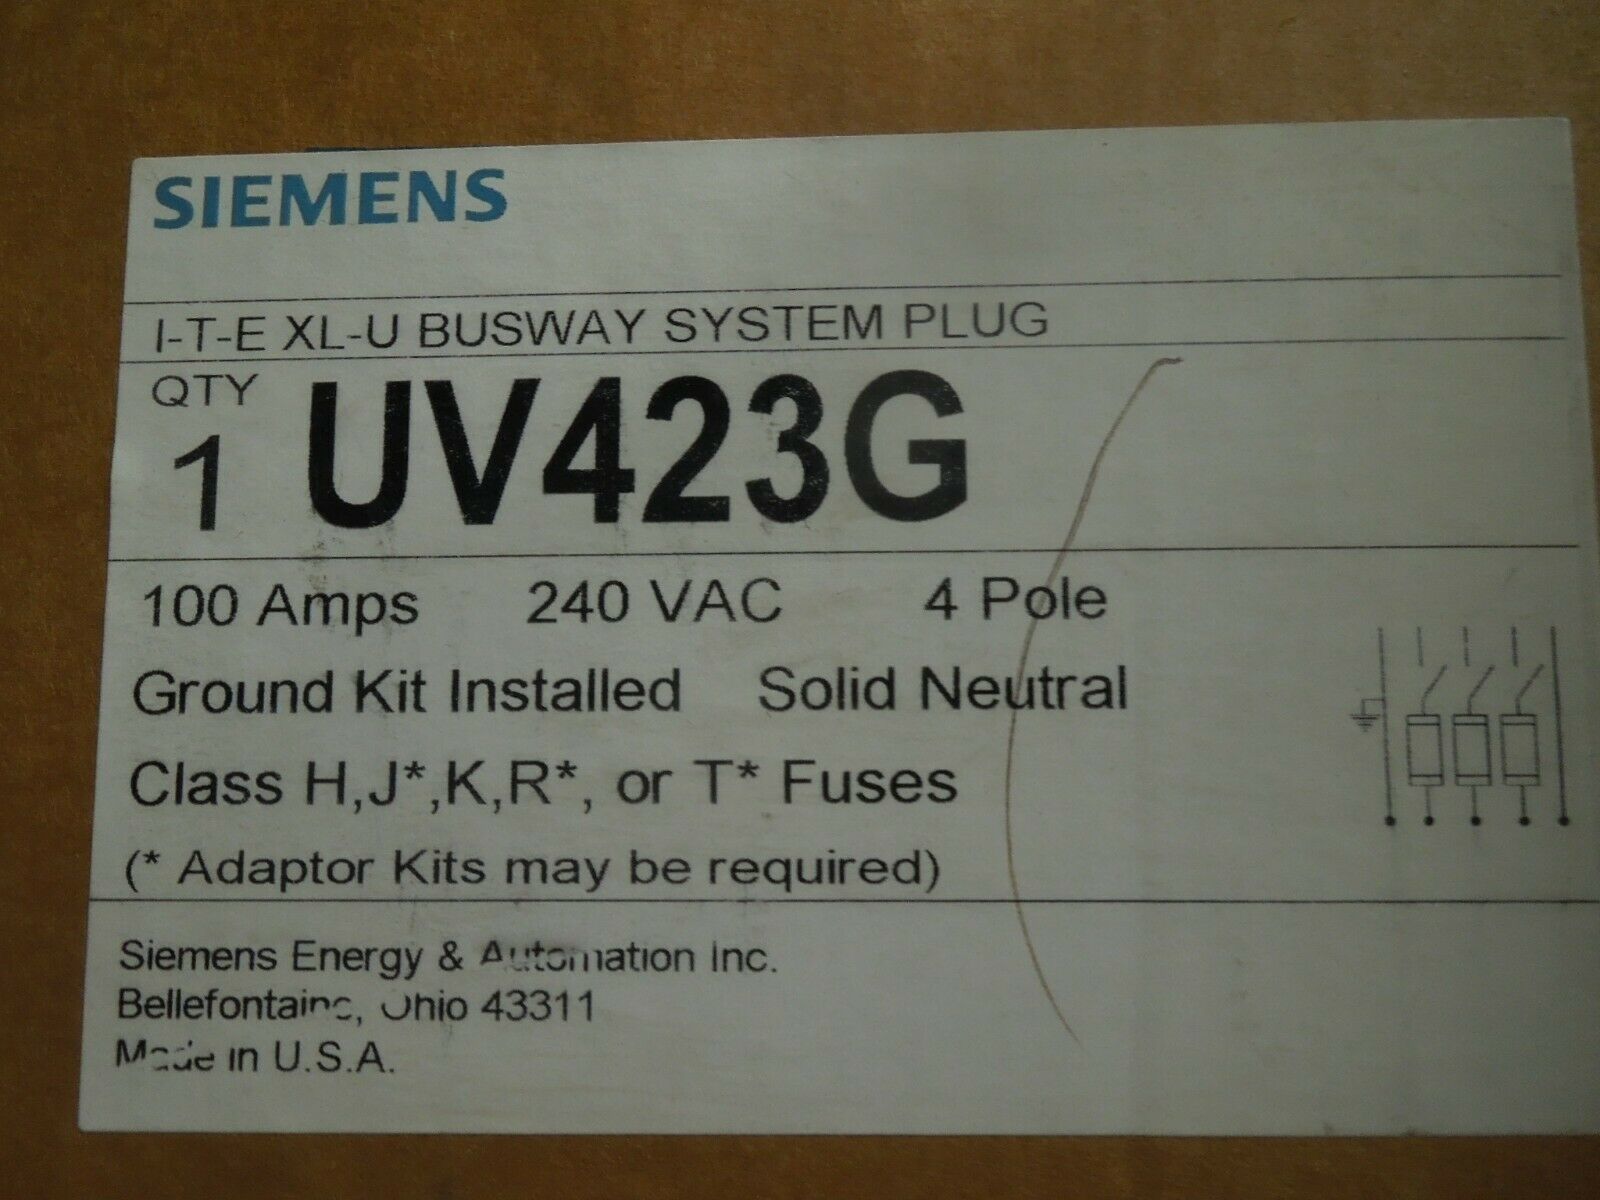 SIEMENS
I-T-E XL-U BUSWAY SYSTEM PLUG
QTY
1 UV423G
100 Amps 240 VAC 4 Pole
Ground Kit Installed Solid Neutral
Class H,J*,K,R*, or T* Fuses
(* Adaptor Kits may be required)
Siemens Energy & Automation Inc.
Bellefontaine, Ohio 43311
Made in U.S.A.